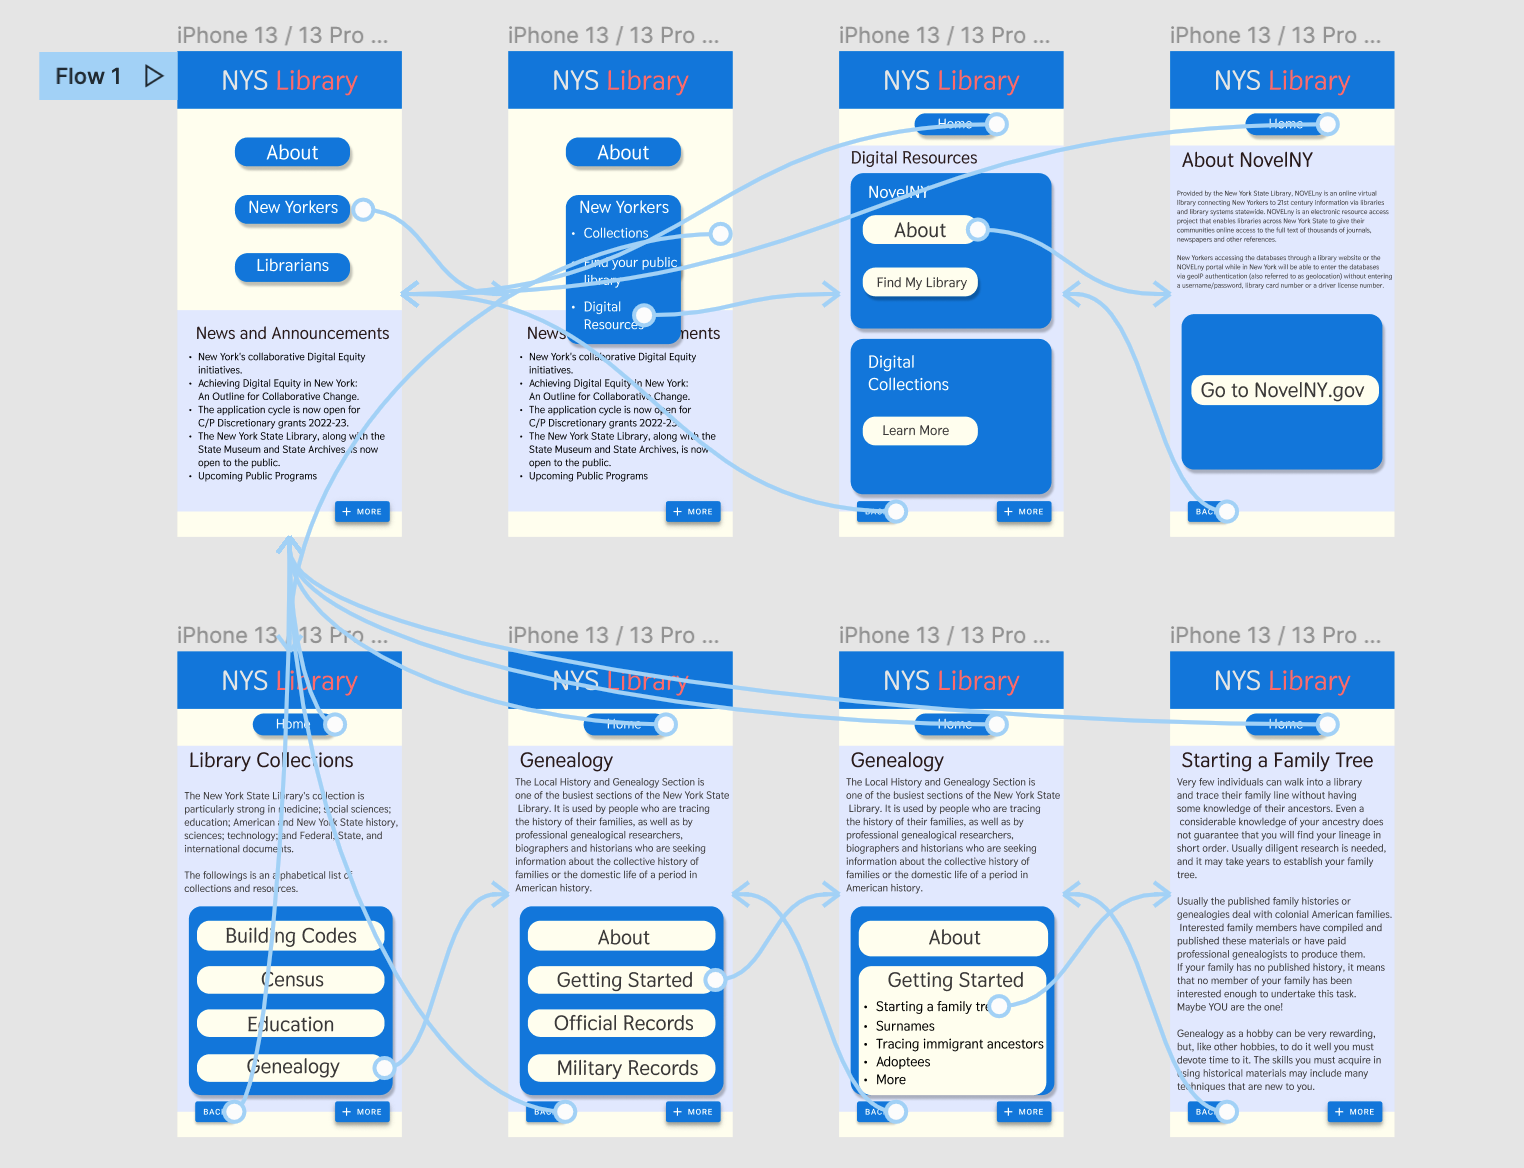 iPhone 13 / 13 Pro ...
iPhone 13 / 13 Pro ...
iPhone 13 / 13 Pro ...
iPhone 13 / 13 Pro ...
Flow 1
NYS Library
About
New Yorkers
Librarians
News and Announcements
• New York's collaborative Digital Equity
initiatives.
• Achieving Digital Equity in New York:
An Outline for Collaborative Change.
• The application cycle is now open for
C/P Discretionary grants 2022-23.
• The New York State Library, along with the
State Museum and State Archives, is now
open to the public.
• Upcoming Public Programs
+ MORE
NYS Library
About
New Yorkers
• Collections
• Find your public
library
• Digital
Resources
News ments
• New York's collaborative Digital Equity
initiatives.
• Achieving Digital Equity in New York:
An Outline for Collaborative Change.
• The application cycle is now open for
C/P Discretionary grants 2022-23
• The New York State Library, along with the
State Museum and State Archives, is now
open to the public.
• Upcoming Public Programs
+ MORE
NYS Library
Home
Digital Resources
NovelNY
About
Find My Library
Digital
Collections
Learn More
BACK
+ MORE
NYS Library
Home
About NovelNY
Provided by the New York State Library, NOVELny is an online virtual
library connecting New Yorkers to 21st century information via libraries
and library systems statewide. NOVELny is an electronic resource access
project that enables libraries across New York State to give their
communities online access to the full text of thousands of journals,
newspapers and other references.
New Yorkers accessing the databases through a library website or the
NOVELny portal while in New York will be able to enter the databases
via geoIP authentication (also referred to as geolocation) without entering
a username/password, library card number or a driver license number.
Go to NovelNY.gov
BACK
iPhone 13 / 13 Pro ...
iPhone 13 / 13 Pro ...
iPhone 13 / 13 Pro ...
iPhone 13 / 13 Pro ...
NYS Library
Home
Library Collections
The New York State Library's collection is
particularly strong in medicine; social sciences;
education; American and New York State history,
sciences; technology; and Federal, State, and
international documents.
The followings is an alphabetical list of
collections and resources.
Building Codes
Census
Education
Genealogy
BACK
+ MORE
NYS Library
Home
Genealogy
The Local History and Genealogy Section is
one of the busiest sections of the New York State
Library. It is used by people who are tracing
the history of their families, as well as by
professional genealogical researchers,
biographers and historians who are seeking
information about the collective history of
families or the domestic life of a period in
American history.
About
Getting Started
Official Records
Military Records
BACK
+ MORE
NYS Library
Home
Genealogy
The Local History and Genealogy Section is
one of the busiest sections of the New York State
Library. It is used by people who are tracing
the history of their families, as well as by
professional genealogical researchers,
biographers and historians who are seeking
information about the collective history of
families or the domestic life of a period in
American history.
About
Getting Started
• Starting a family tree
• Surnames
• Tracing immigrant ancestors
• Adoptees
• More
BACK
+ MORE
NYS Library
Home
Starting a Family Tree
Very few individuals can walk into a library
and trace their family line without having
some knowledge of their ancestors. Even a
considerable knowledge of your ancestry does
not guarantee that you will find your lineage in
short order. Usually diligent research is needed,
and it may take years to establish your family
tree.
Usually the published family histories or
genealogies deal with colonial American families.
Interested family members have compiled and
published these materials or have paid
professional genealogists to produce them.
If your family has no published history, it means
that no member of your family has been
interested enough to undertake this task.
Maybe YOU are the one!
Genealogy as a hobby can be very rewarding,
but, like other hobbies, to do it well you must
devote time to it. The skills you must acquire in
using historical materials may include many
techniques that are new to you.
BACK
+ MORE